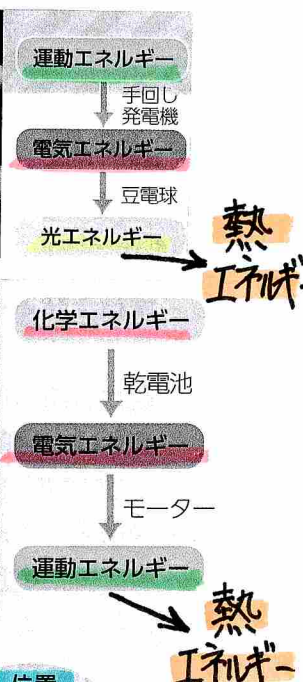 運動エネルギー
手回し
発電機
電気エネルギー
豆電球
光エネルギー
熱
エネルギー
化学エネルギー
乾電池
電気エネルギー
モーター
運動エネルギー
熱
エネルギー
位置